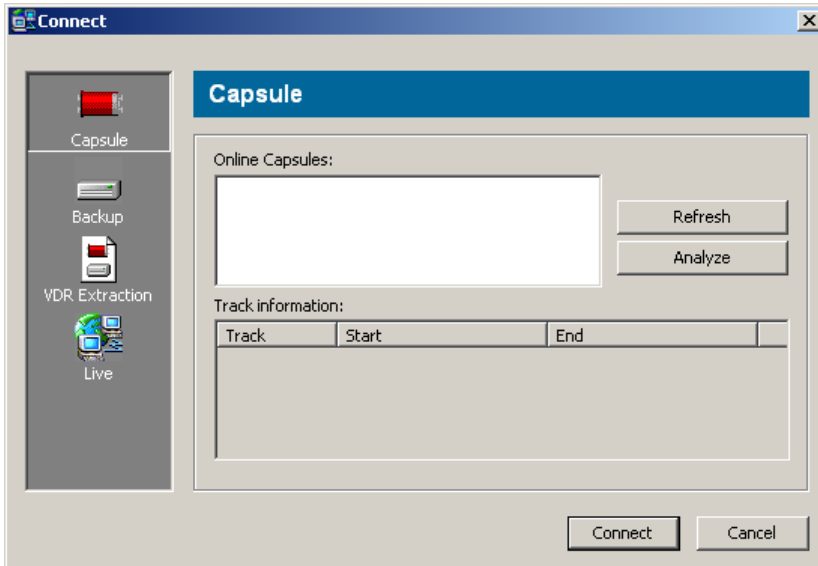 Connect
Capsule
Capsule
Backup
VDR Extraction
Live
Online Capsules:
Refresh
Analyze
Track information:
Track Start End
Connect Cancel